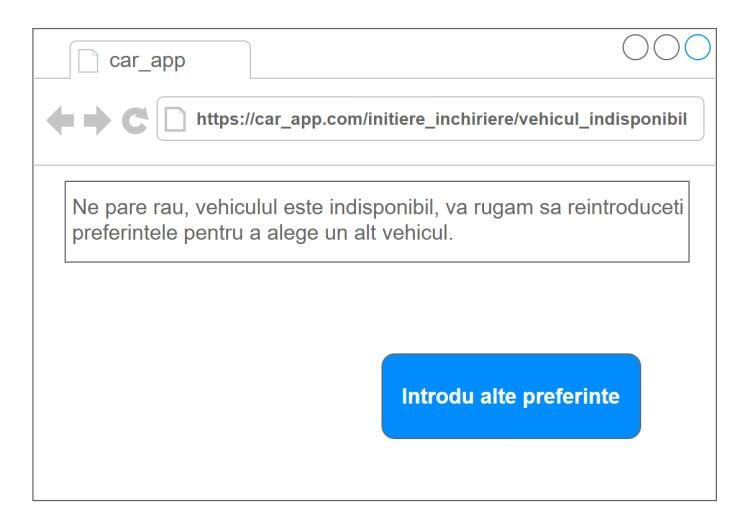 car_app
https://car_app.com/initiere_inchiriere/vehicul_indisponibil
Ne pare rau, vehiculul este indisponibil, va rugam sa reintroduceti
preferintele pentru a alege un alt vehicul.
Introdu alte preferinte